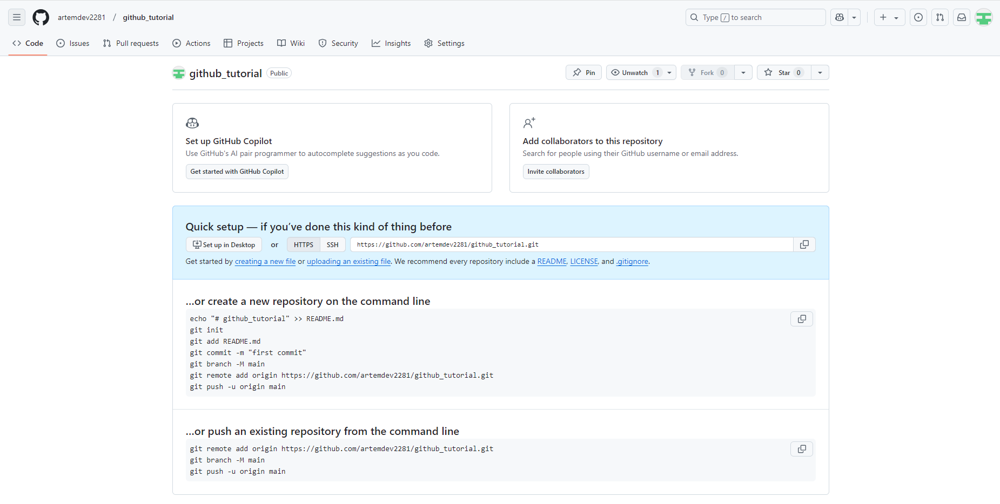 artemdev2281 / github_tutorial
Type / to search
Code Issues Pull requests Actions Projects Wiki Security Insights Settings
github_tutorial Public
Pin Unwatch 1 Fork 0 Star 0
Set up GitHub Copilot
Use GitHub's AI pair programmer to autocomplete suggestions as you code.
Get started with GitHub Copilot
Add collaborators to this repository
Search for people using their GitHub username or email address.
Invite collaborators
Quick setup — if you’ve done this kind of thing before
Set up in Desktop or HTTPS SSH https://github.com/artemdev2281/github_tutorial.git
Get started by creating a new file or uploading an existing file. We recommend every repository include a README, LICENSE, and .gitignore.
…or create a new repository on the command line
echo "# github_tutorial" >> README.md
git init
git add README.md
git commit -m "first commit"
git branch -M main
git remote add origin https://github.com/artemdev2281/github_tutorial.git
git push -u origin main
…or push an existing repository from the command line
git remote add origin https://github.com/artemdev2281/github_tutorial.git
git branch -M main
git push -u origin main